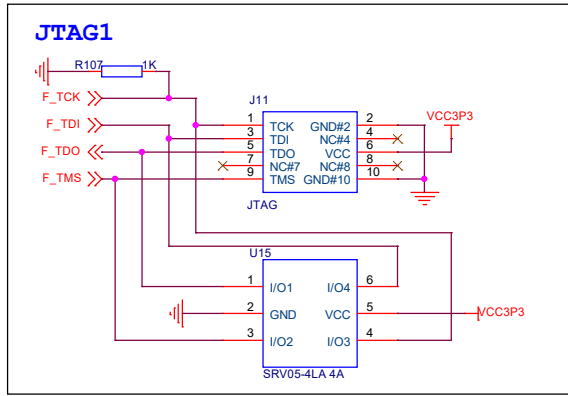 JTAG1
R107 1K
F_TCK
F_TDI
F_TDO
F_TMS
J11
1 TCK GND#2 2
3 TDI NC#4 4
5 TDO VCC 6
7 NC#7 NC#8 8
9 TMS GND#10 10
JTAG
VCC3P3
U15
1 I/O1 I/O4 6
2 GND VCC 5
3 I/O2 I/O3 4
VCC3P3
SRV05-4LA 4A